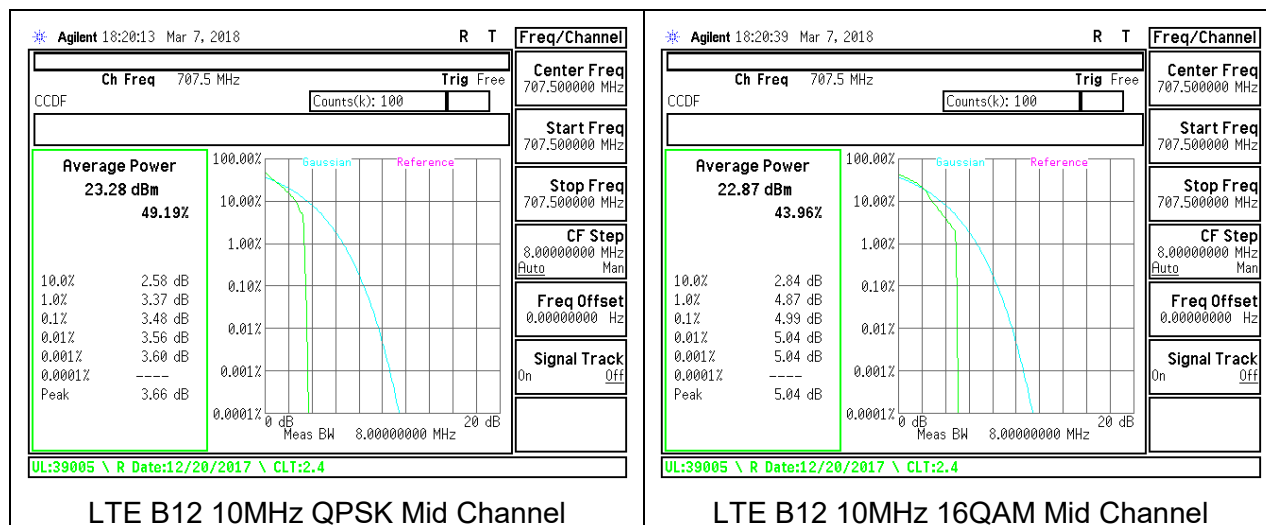 Agilent 18:20:13 Mar 7, 2018 R T
Freq/Channel
Ch Freq 707.5 MHz Trig Free
CCDF Counts(k): 100
Center Freq
707.500000 MHz
Start Freq
707.500000 MHz
Stop Freq
707.500000 MHz
CF Step
8.00000000 MHz
Auto Man
Freq Offset
0.00000000 Hz
Signal Track
On Off
Average Power
23.28 dBm
49.19%
10.0% 2.58 dB
1.0% 3.37 dB
0.1% 3.48 dB
0.01% 3.56 dB
0.001% 3.60 dB
0.0001% ----
Peak 3.66 dB
Gaussian Reference
100.00%
10.00%
1.00%
0.10%
0.01%
0.001%
0.0001%
0 dB 20 dB
Meas BW 8.00000000 MHz
UL:39005 \ R Date:12/20/2017 \ CLT:2.4
LTE B12 10MHz QPSK Mid Channel
Agilent 18:20:39 Mar 7, 2018 R T
Freq/Channel
Ch Freq 707.5 MHz Trig Free
CCDF Counts(k): 100
Center Freq
707.500000 MHz
Start Freq
707.500000 MHz
Stop Freq
707.500000 MHz
CF Step
8.00000000 MHz
Auto Man
Freq Offset
0.00000000 Hz
Signal Track
On Off
Average Power
22.87 dBm
43.96%
10.0% 2.84 dB
1.0% 4.87 dB
0.1% 4.99 dB
0.01% 5.04 dB
0.001% 5.04 dB
0.0001% ----
Peak 5.04 dB
Gaussian Reference
100.00%
10.00%
1.00%
0.10%
0.01%
0.001%
0.0001%
0 dB 20 dB
Meas BW 8.00000000 MHz
UL:39005 \ R Date:12/20/2017 \ CLT:2.4
LTE B12 10MHz 16QAM Mid Channel